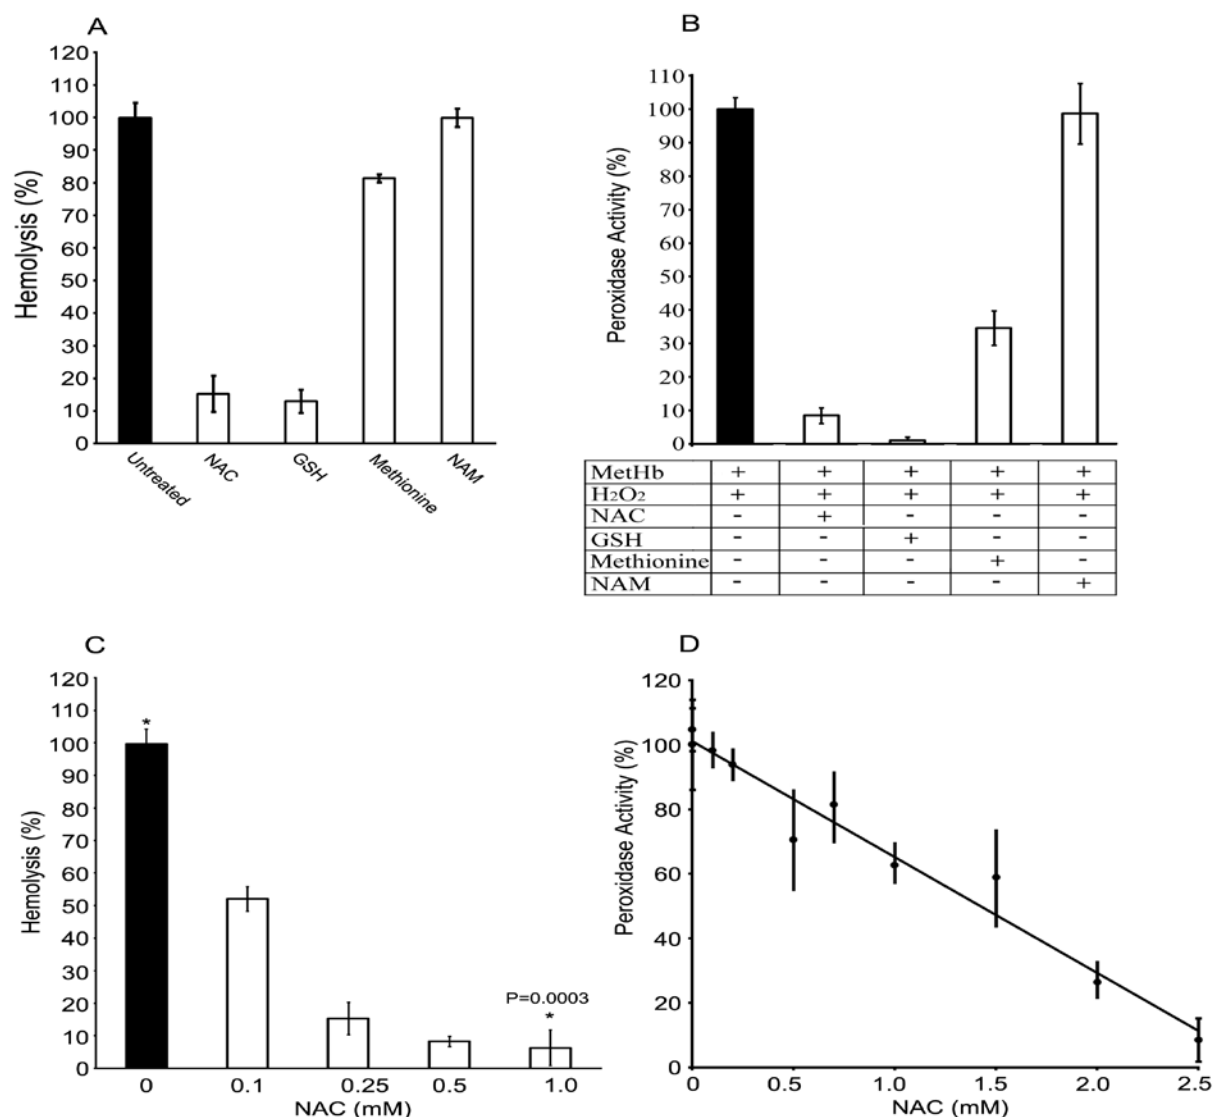 A
120
110
100
90
80
70
60
50
40
30
20
10
0
Hemolysis (%)
Untreated
NAC
GSH
Methionine
NAM
B
110
100
90
80
70
60
50
40
30
20
10
0
Peroxidase Activity (%)
MetHb + + + + +
H₂O₂ + + + + +
NAC - + - - -
GSH - - + - -
Methionine - - - + -
NAM - - - - +
C
120
110
100
90
80
70
60
50
40
30
20
10
0
Hemolysis (%)
*
P=0.0003
*
0 0.1 0.25 0.5 1.0
NAC (mM)
D
120
100
80
60
40
20
0
Peroxidase Activity (%)
0 0.5 1.0 1.5 2.0 2.5
NAC (mM)